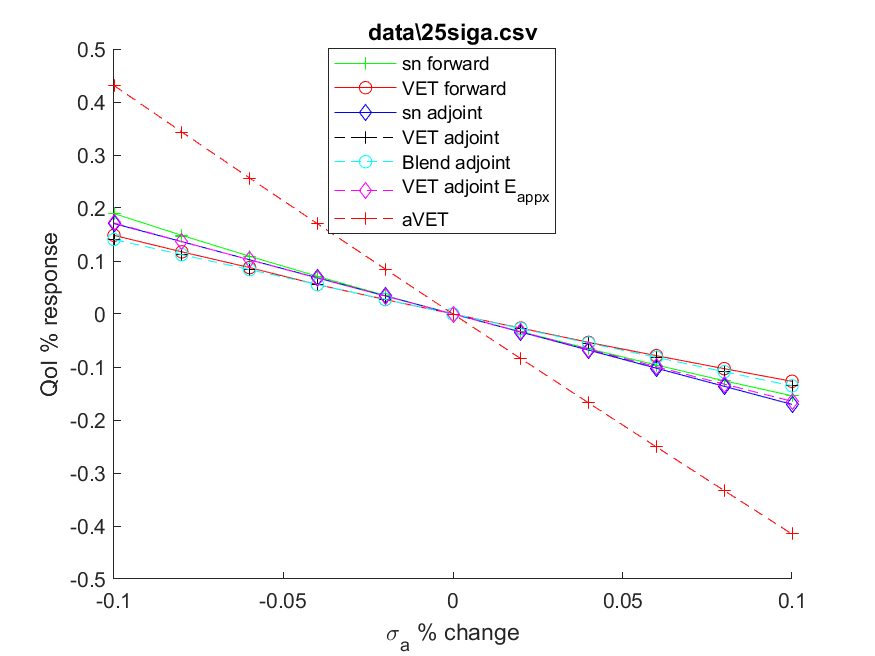 data\25siga.csv
sn forward
VET forward
sn adjoint
VET adjoint
Blend adjoint
VET adjoint E_appx
aVET
QoI % response
0.5
0.4
0.3
0.2
0.1
0
-0.1
-0.2
-0.3
-0.4
-0.5
-0.1
-0.05
0
0.05
0.1
σ_a % change